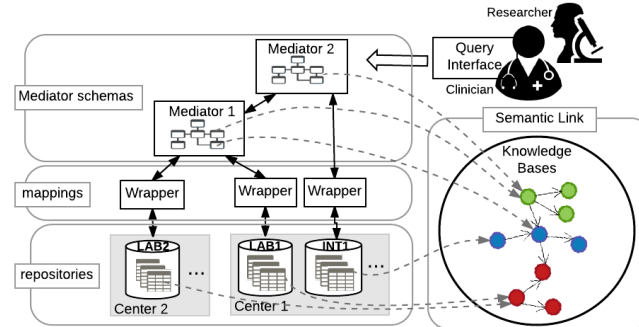 Researcher
Mediator 2
Query
Interface
Clinician
Mediator schemas
Mediator 1
Semantic Link
Knowledge
Bases
mappings
Wrapper
Wrapper
Wrapper
LAB2
LAB1
INT1
repositories
...
...
Center 2
Center 1